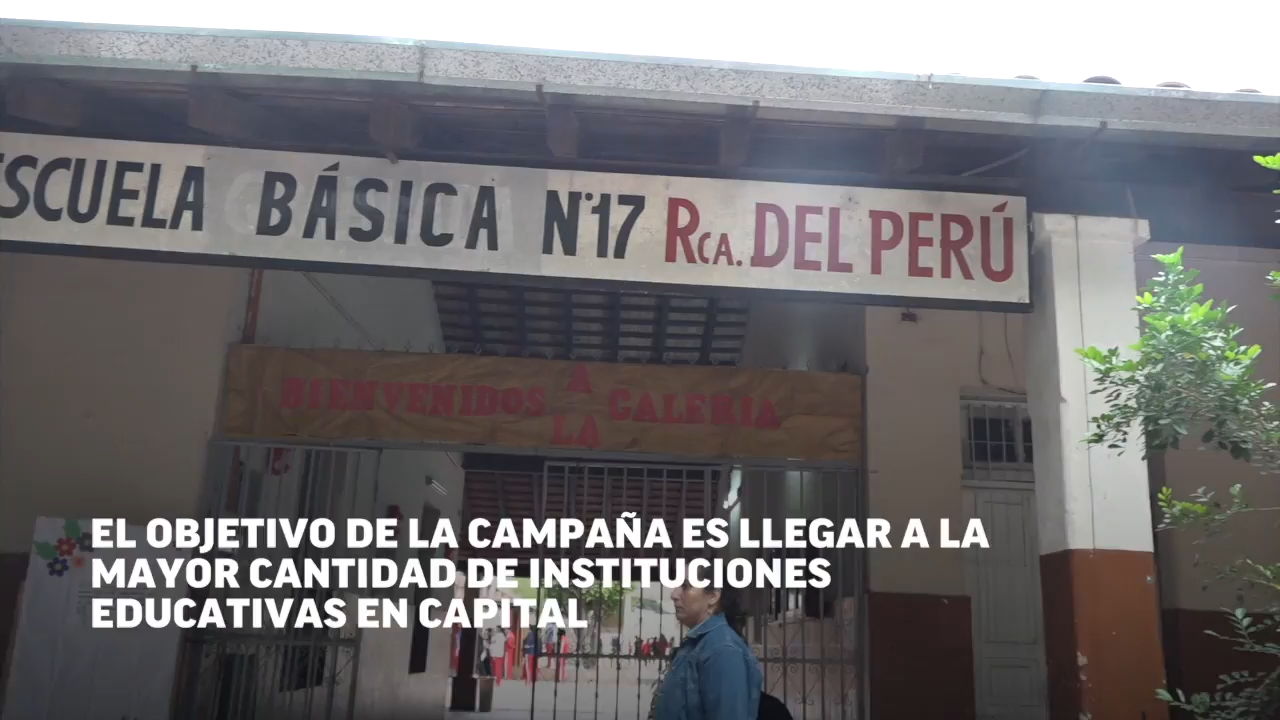 ESCUELA BÁSICA N°17 RCA. DEL PERÚ
BIENVENIDOS A LA CALERIA
EL OBJETIVO DE LA CAMPAÑA ES LLEGAR A LA
MAYOR CANTIDAD DE INSTITUCIONES
EDUCATIVAS EN CAPITAL